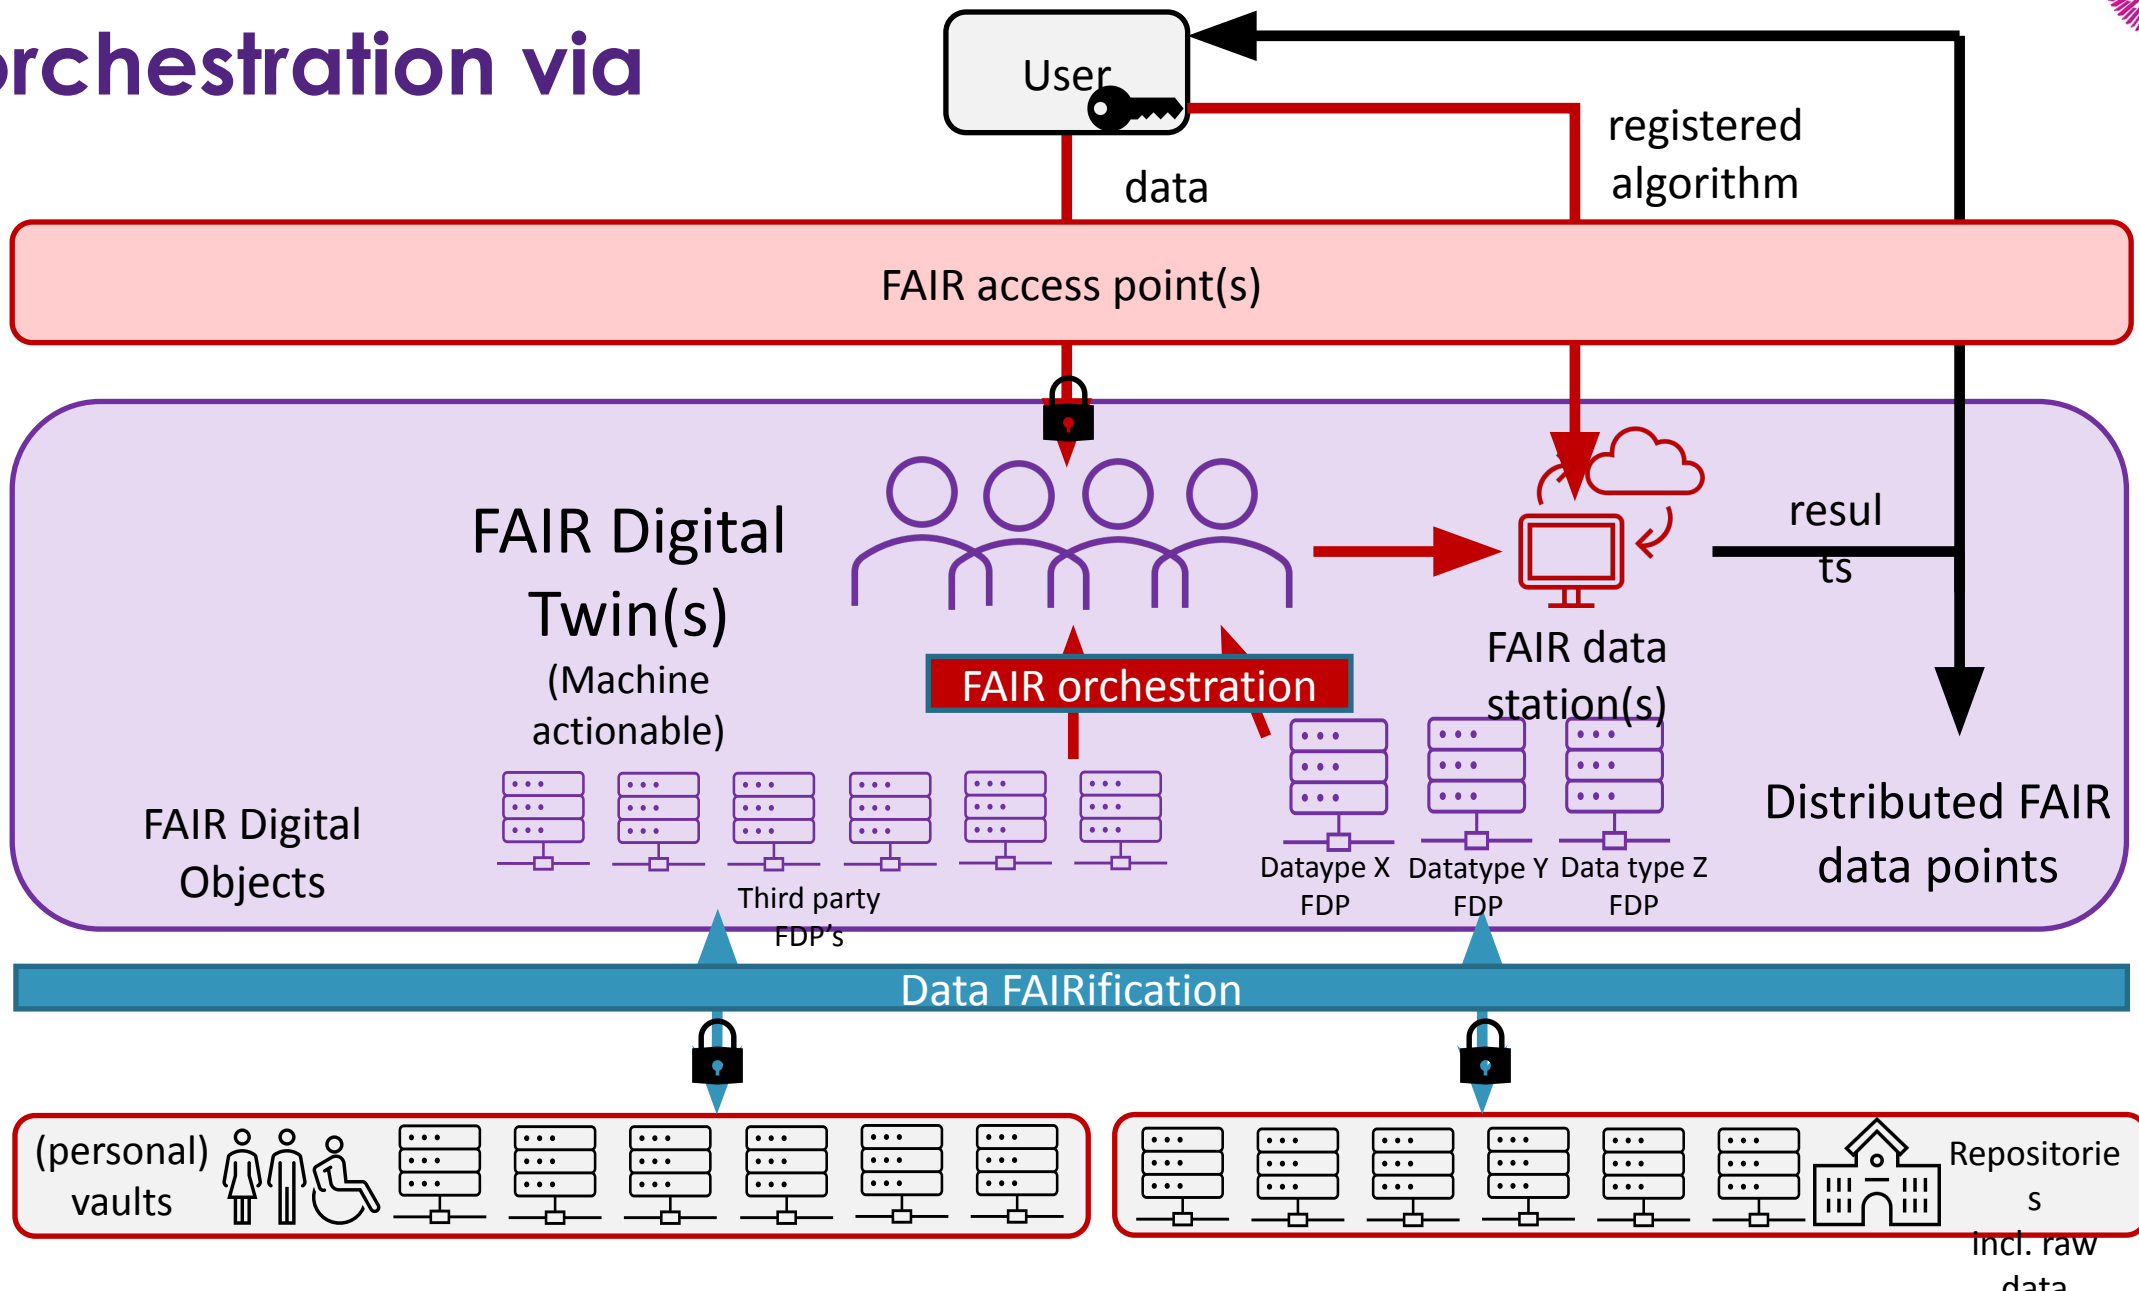 orchestration via
User
registered
algorithm
data
FAIR access point(s)
FAIR Digital
Twin(s)
(Machine
actionable)
resul
ts
FAIR data
station(s)
FAIR orchestration
FAIR Digital
Objects
Third party
FDP's
Dataype X
FDP
Datatype Y
FDP
Data type Z
FDP
Distributed FAIR
data points
Data FAIRification
(personal)
vaults
Repositorie
s
incl. raw
data